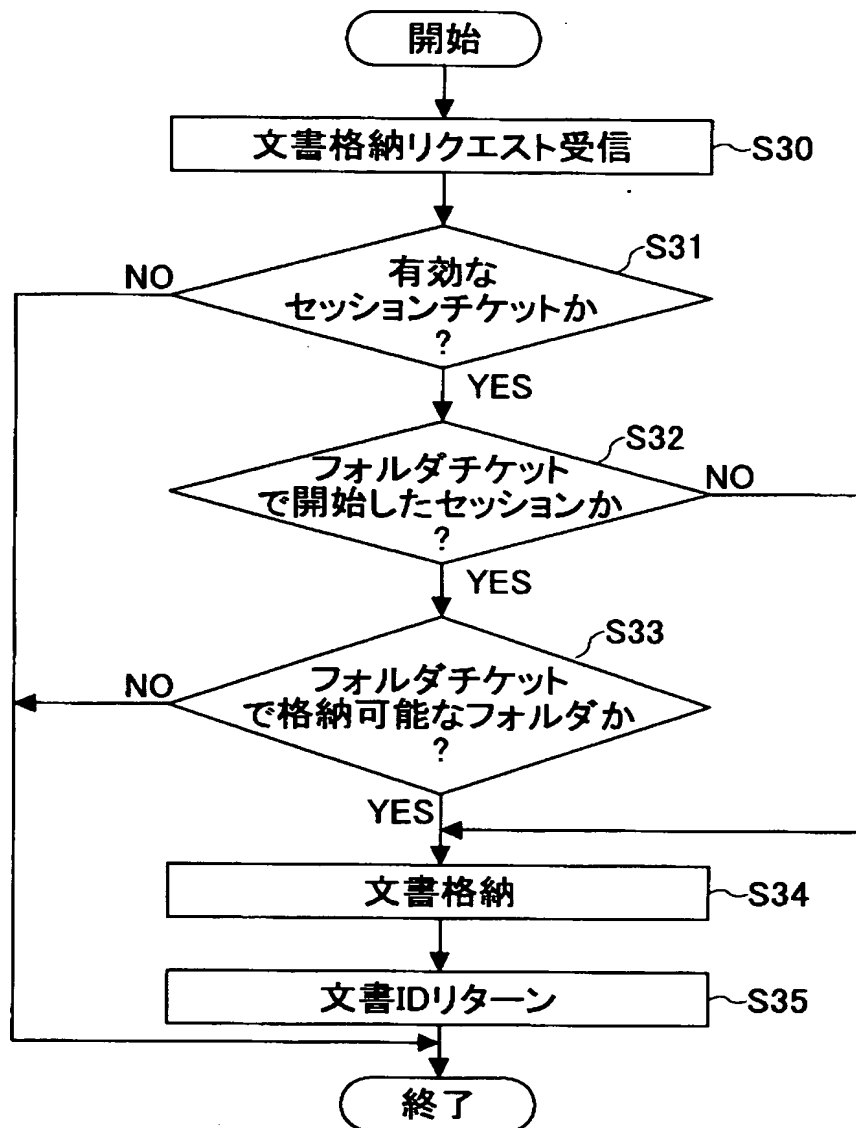 開始
文書格納リクエスト受信
S30
S31
有効な
セッションチケットか
?
NO
YES
S32
フォルダチケット
で開始したセッションか
?
NO
YES
S33
フォルダチケット
で格納可能なフォルダか
?
NO
YES
文書格納
S34
文書IDリターン
S35
終了